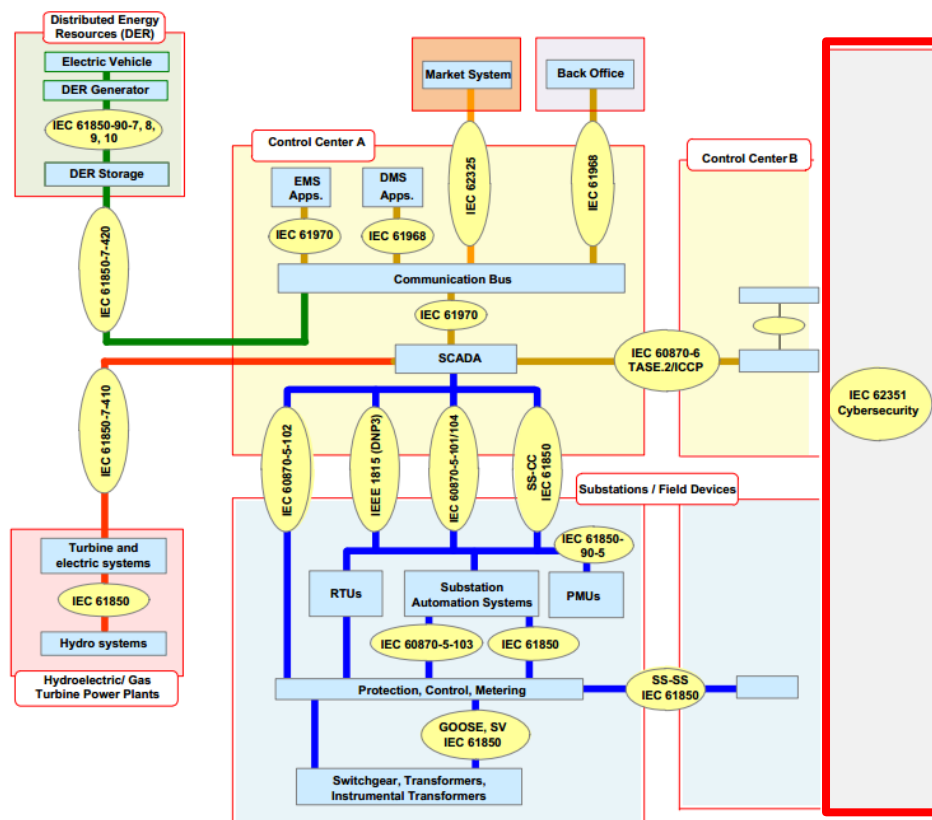 Distributed Energy
Resources (DER)
Electric Vehicle
DER Generator
IEC 61850-90-7, 8,
9, 10
DER Storage
IEC 61850-7-420
Market System
Back Office
Control Center A
Control Center B
EMS
Apps.
DMS
Apps.
IEC 62325
IEC 61968
IEC 61970
IEC 61968
Communication Bus
IEC 61970
SCADA
IEC 60870-6
TASE.2/ICCP
IEC 62351
Cybersecurity
IEC 61850-7-410
IEC 60870-5-102
IEEE 1815 (DNP3)
IEC 60870-5-101/104
SS-CC
IEC 61850
Substations / Field Devices
IEC 61850-
90-5
Turbine and
electric systems
IEC 61850
Hydro systems
Hydroelectric/ Gas
Turbine Power Plants
RTUs
Substation
Automation Systems
PMUs
IEC 60870-5-103
IEC 61850
Protection, Control, Metering
SS-SS
IEC 61850
GOOSE, SV
IEC 61850
Switchgear, Transformers,
Instrumental Transformers